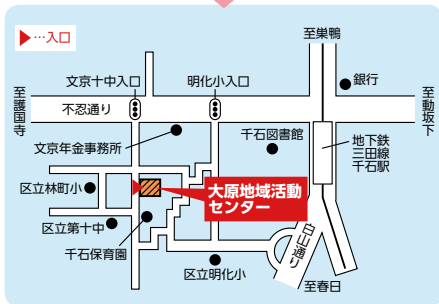 ▶…入口
至巣鴨
文京十中入口
明化小入口
銀行
至護国寺
不忍通り
至動坂下
文京年金事務所
千石図書館
地下鉄
三田線
千石駅
区立林町小
大原地域活動
センター
区立第十中
千石保育園
白山通り
区立明化小
至春日